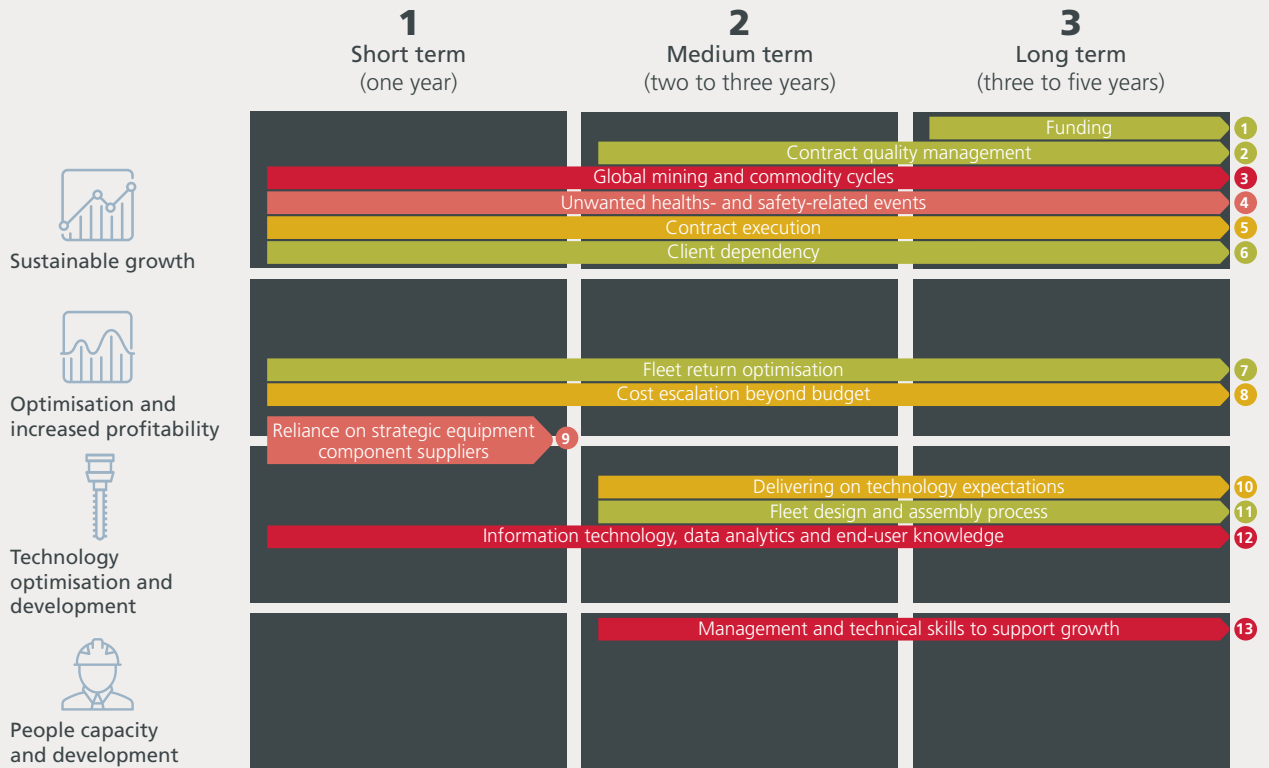 1
Short term
(one year)
2
Medium term
(two to three years)
3
Long term
(three to five years)
Sustainable growth
Funding 1
Contract quality management 2
Global mining and commodity cycles 3
Unwanted healths- and safety-related events 4
Contract execution 5
Client dependency 6
Optimisation and
increased profitability
Fleet return optimisation 7
Cost escalation beyond budget 8
Reliance on strategic equipment
component suppliers
9
Technology
optimisation and
development
Delivering on technology expectations 10
Fleet design and assembly process 11
Information technology, data analytics and end-user knowledge 12
People capacity
and development
Management and technical skills to support growth 13